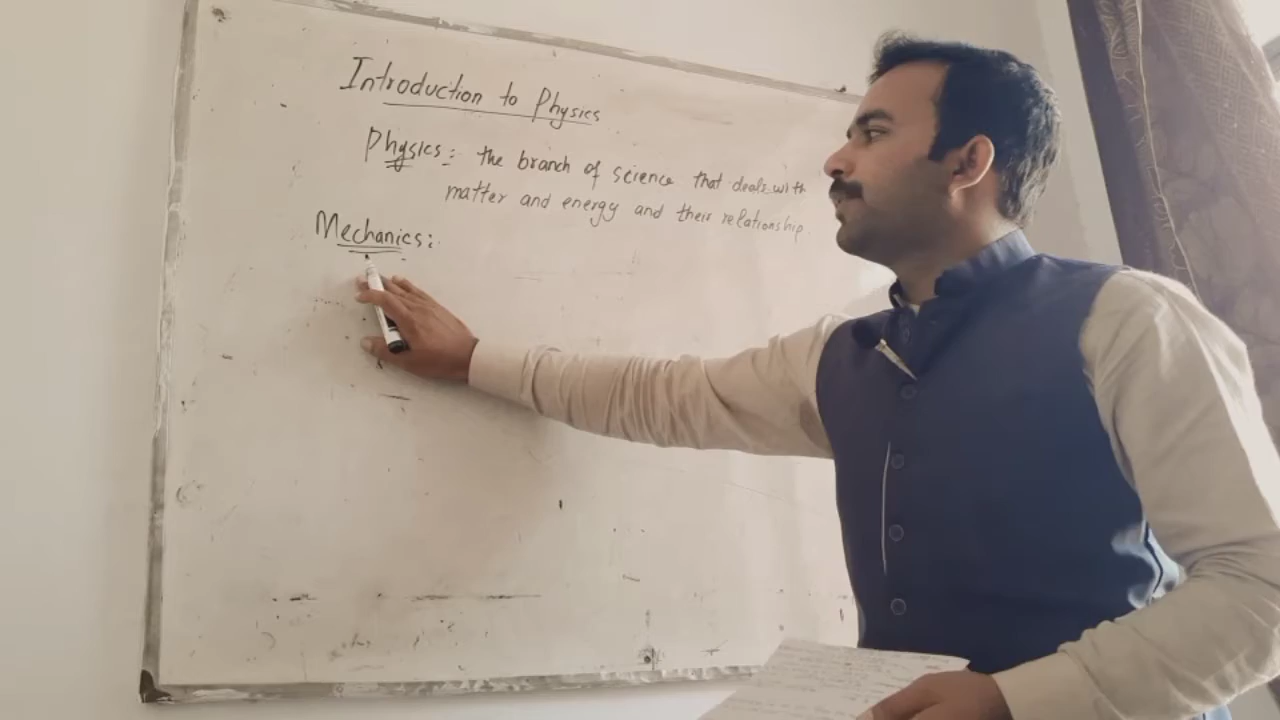 Introduction to Physics
Physics:- the branch of science that deals with
matter and energy and their relationship.
Mechanics: